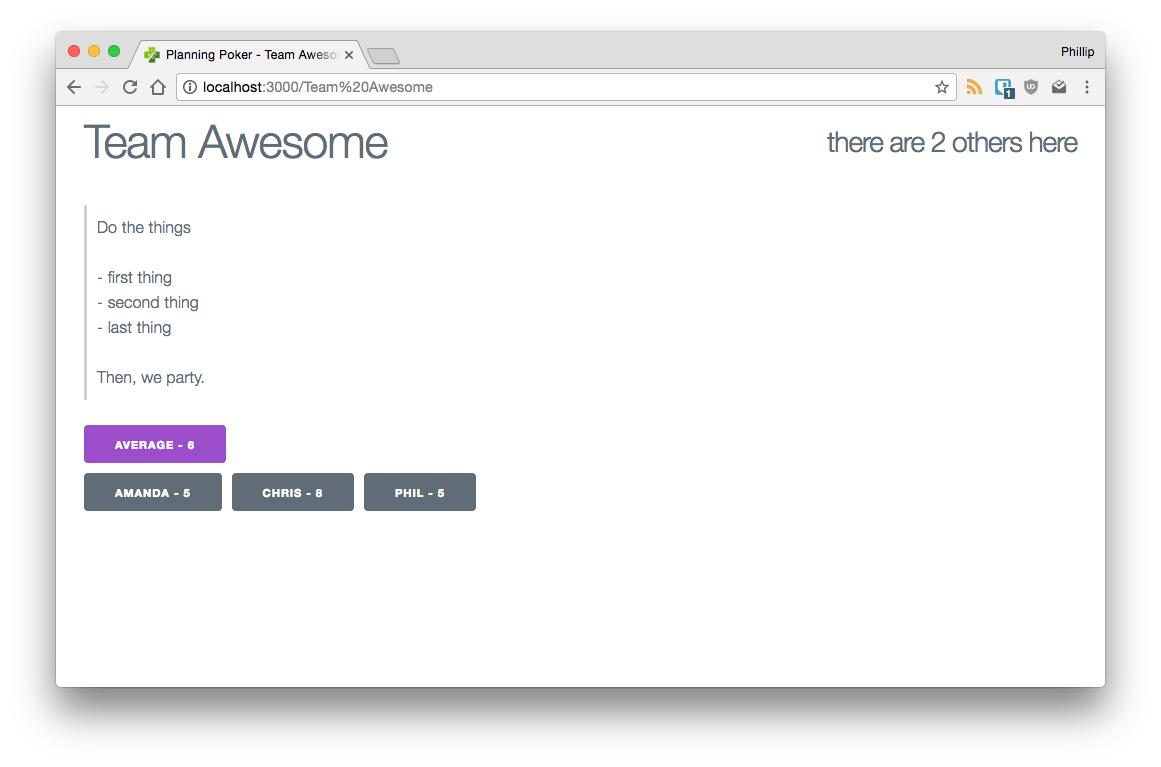 Planning Poker - Team Aweso
Phillip
localhost:3000/Team%20Awesome
1
Team Awesome
there are 2 others here
Do the things
- first thing
- second thing
- last thing
Then, we party.
AVERAGE - 6
AMANDA - 5
CHRIS - 8
PHIL - 5